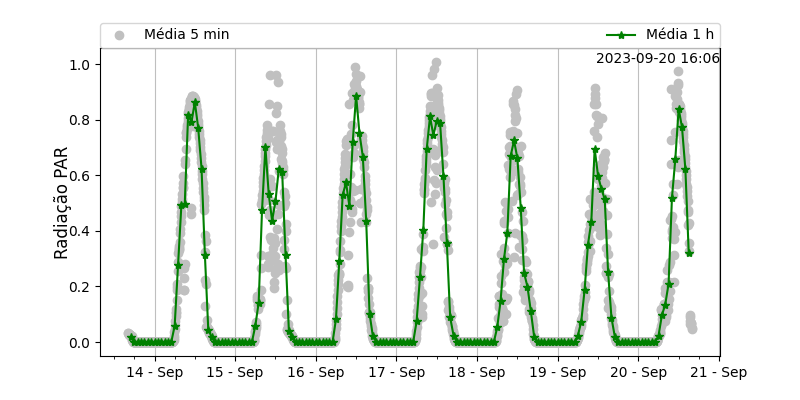 Média 5 min
Média 1 h
2023-09-20 16:06
Radiação PAR
1.0
0.8
0.6
0.4
0.2
0.0
14 - Sep
15 - Sep
16 - Sep
17 - Sep
18 - Sep
19 - Sep
20 - Sep
21 - Sep